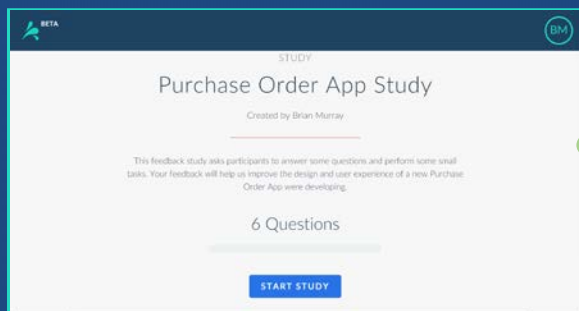 BETA
BM
STUDY
Purchase Order App Study
Created by Brian Murray
This feedback study asks participants to answer some questions and perform some small
tasks. Your feedback will help us improve the design and user experience of a new Purchase
Order App were developing.
6 Questions
START STUDY